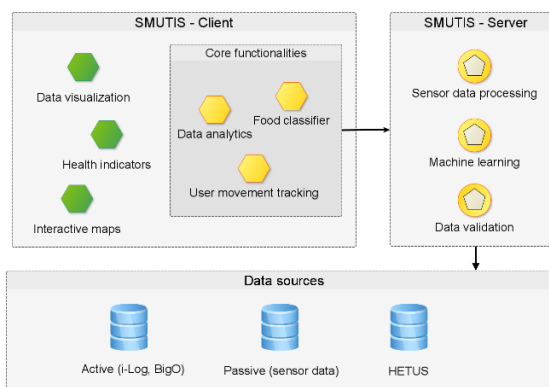 SMUTIS - Client
SMUTIS - Server
Core functionalities
Data visualization
Data analytics
Food classifier
Sensor data processing
Health indicators
User movement tracking
Machine learning
Interactive maps
Data validation
Data sources
Active (i-Log, BigO)
Passive (sensor data)
HETUS